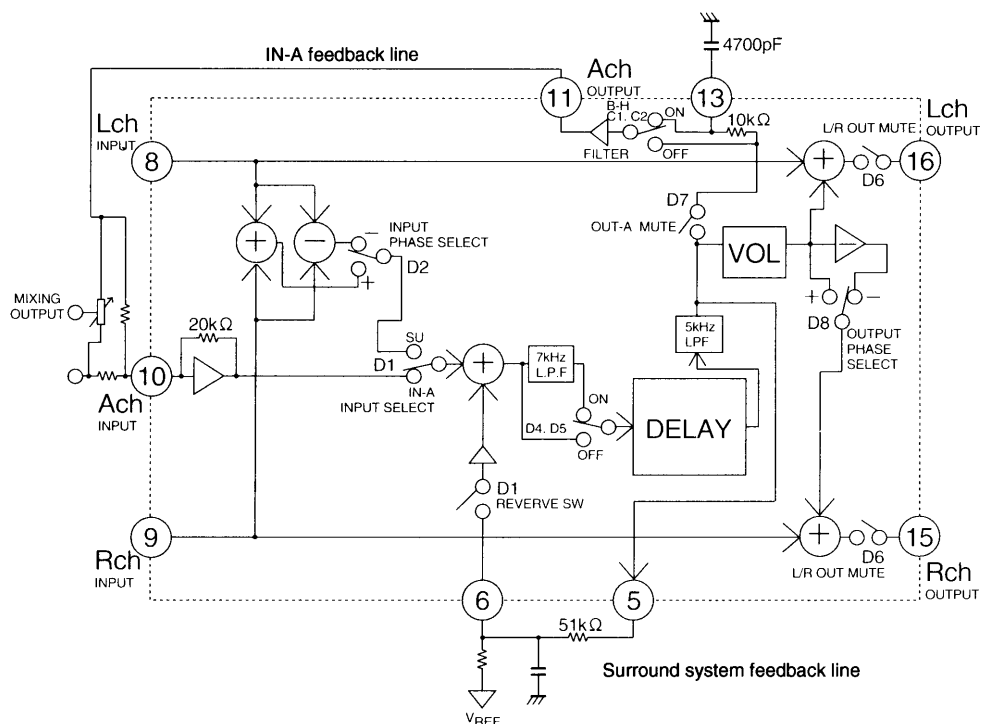 IN-A feedback line
4700pF
Ach
OUTPUT
11
13
B-H
C1. C2
ON
10kΩ
FILTER
OFF
Lch
INPUT
8
L/R OUT MUTE
Lch
OUTPUT
16
D6
D7
OUT-A MUTE
INPUT
PHASE SELECT
D2
+
−
−
+
+
VOL
−
+
−
D8
OUTPUT
PHASE
SELECT
MIXING
OUTPUT
20kΩ
SU
D1
IN-A
INPUT SELECT
+
7kHz
L.P.F
5kHz
LPF
10
Ach
INPUT
ON
D4. D5
OFF
DELAY
D1
REVERVE SW
9
Rch
INPUT
+
D6
L/R OUT MUTE
15
Rch
OUTPUT
6
5
51kΩ
Surround system feedback line
VREF